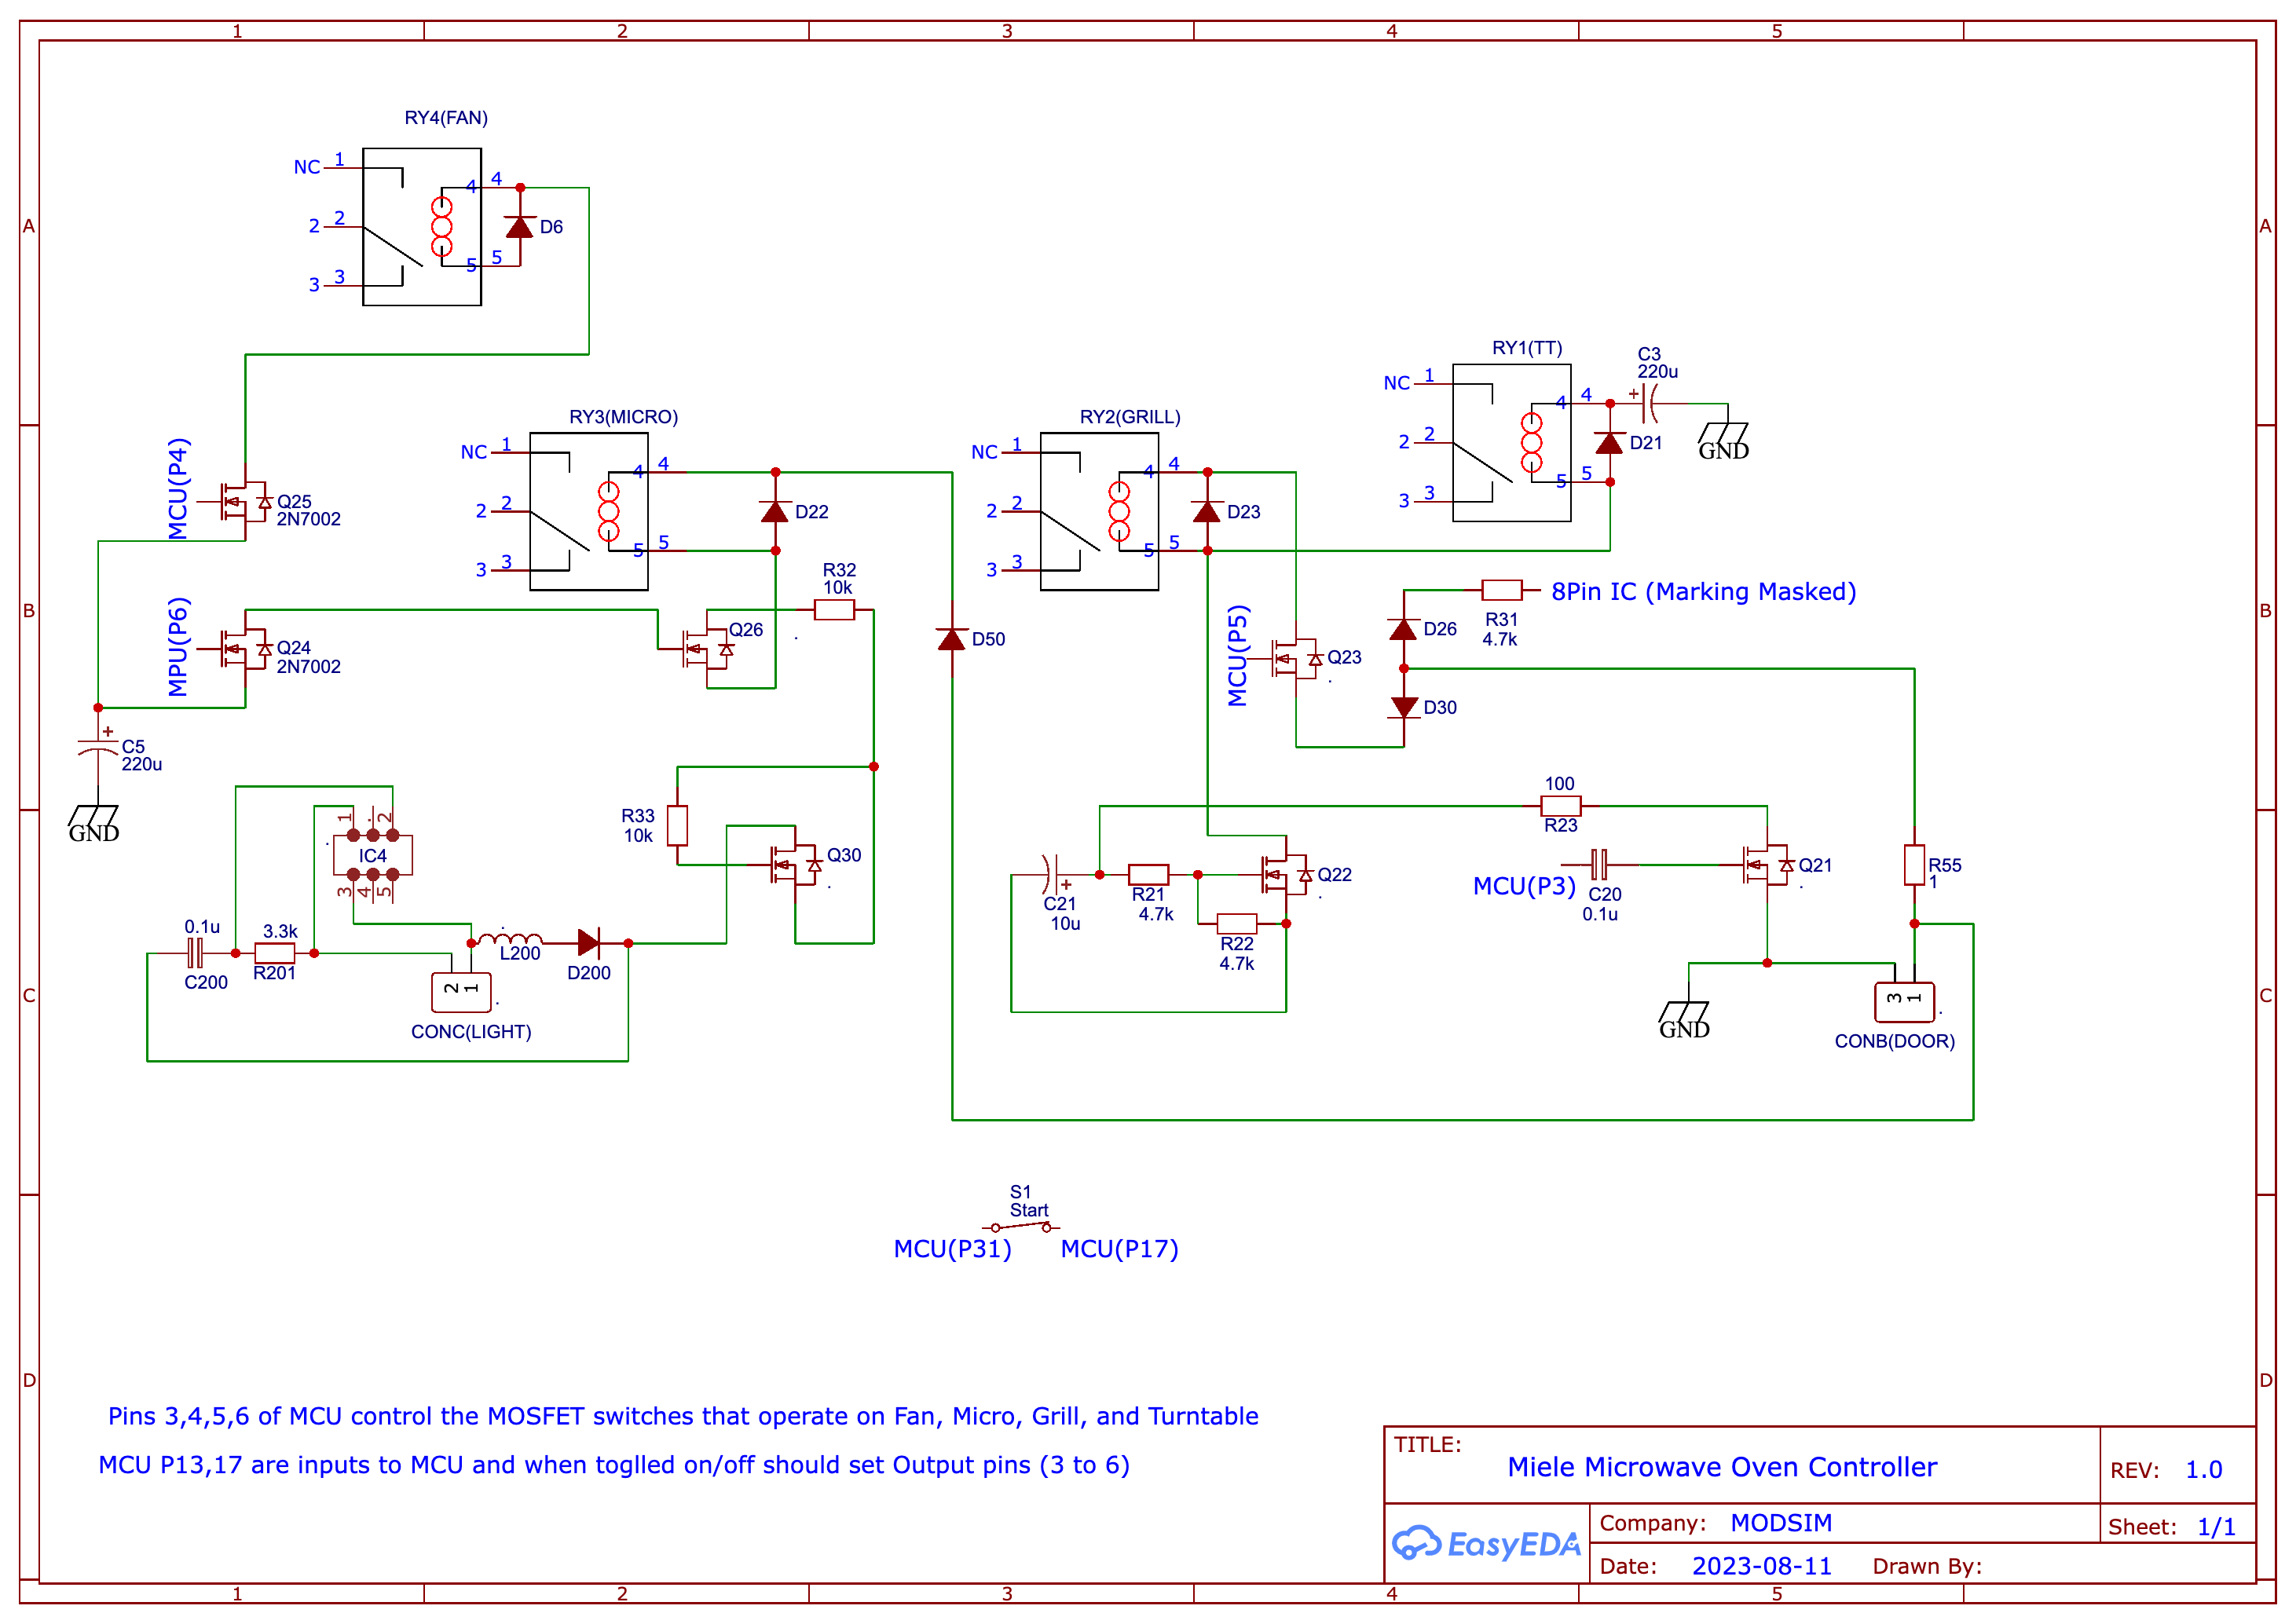 1 2 3 4 5
A A
B B
C C
D D
1 2 3 4 5
RY4(FAN)
NC 1
2 2
3 3
4 4
5 5
D6
RY1(TT)
NC 1
2 2
3 3
4 4
5 5
C3
220u
+
D21
GND
RY3(MICRO)
NC 1
2 2
3 3
4 4
5 5
D22
RY2(GRILL)
NC 1
2 2
3 3
4 4
5 5
D23
MCU(P4)
Q25
2N7002
MPU(P6)
Q24
2N7002
R32
10k
Q26
D50
MCU(P5)
Q23
D26
D30
R31
4.7k
8Pin IC (Marking Masked)
+
C5
220u
GND
R33
10k
Q30
1 2
IC4
3 4 5
0.1u
C200
3.3k
R201
L200
D200
2 1
CONC(LIGHT)
100
R23
C21
10u
+
R21
4.7k
R22
4.7k
Q22
MCU(P3)
C20
0.1u
Q21
R55
1
GND
3 1
CONB(DOOR)
S1
Start
MCU(P31) MCU(P17)
Pins 3,4,5,6 of MCU control the MOSFET switches that operate on Fan, Micro, Grill, and Turntable
MCU P13,17 are inputs to MCU and when toglled on/off should set Output pins (3 to 6)
TITLE:
Miele Microwave Oven Controller
REV: 1.0
EasyEDA
Company: MODSIM
Sheet: 1/1
Date: 2023-08-11 Drawn By: